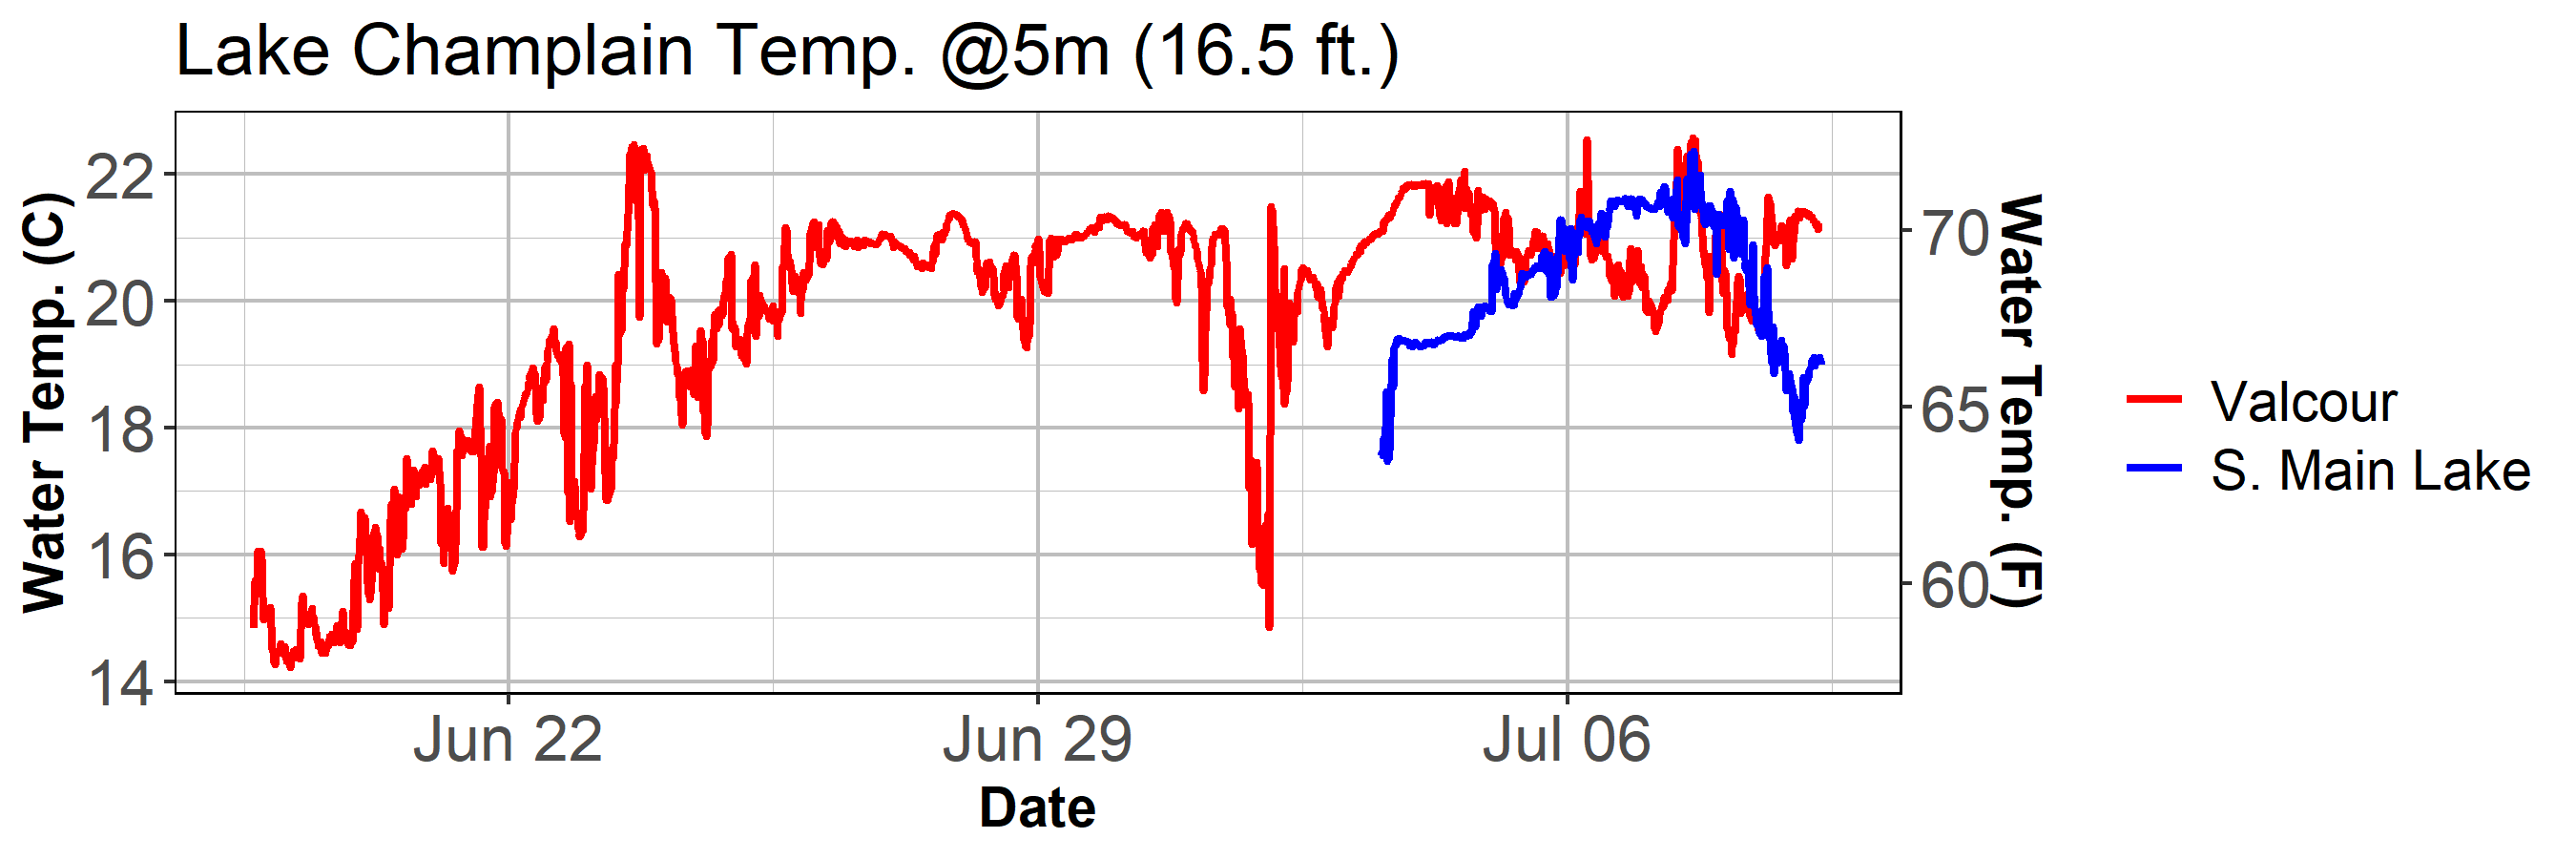 Lake Champlain Temp. @5m (16.5 ft.)
Water Temp. (C)
22
20
18
16
14
70
65
60
Water Temp. (F)
Jun 22
Jun 29
Jul 06
Date
Valcour
S. Main Lake